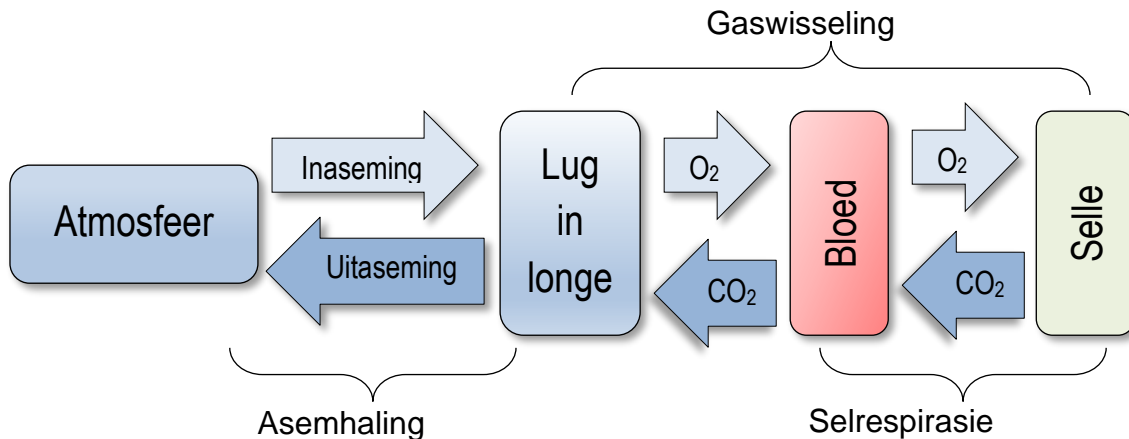 Gaswisseling
Atmosfeer
Inaseming
Uitaseming
Lug
in
longe
O₂
CO₂
Bloed
O₂
CO₂
Selle
Asemhaling
Selrespirasie